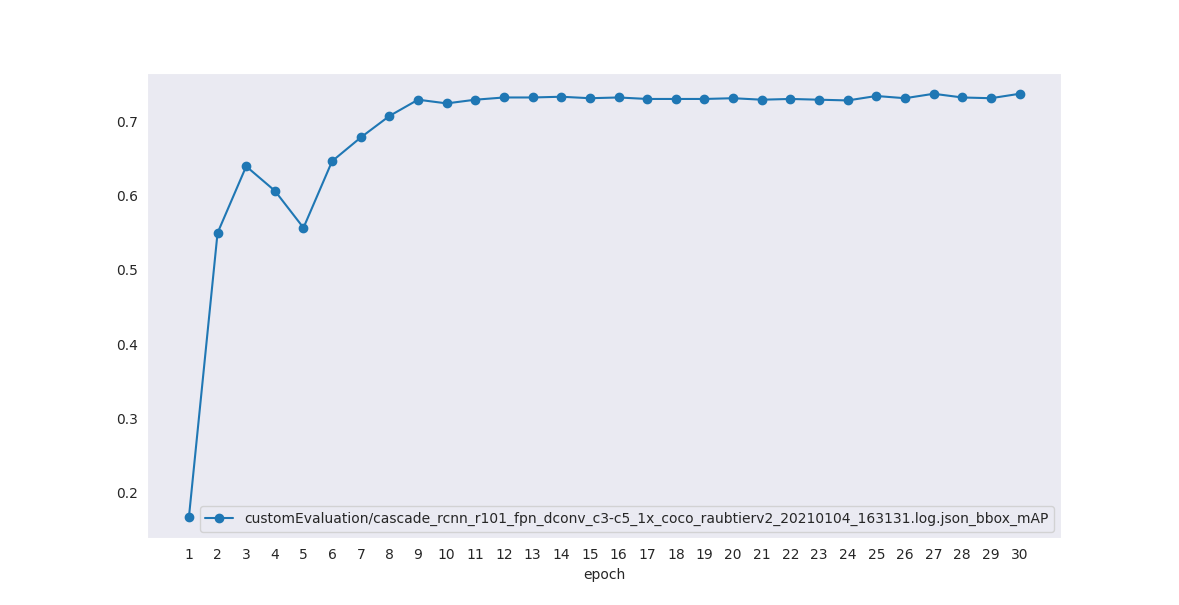 0.7
0.6
0.5
0.4
0.3
0.2
customEvaluation/cascade_rcnn_r101_fpn_dconv_c3-c5_1x_coco_raubtierv2_20210104_163131.log.json_bbox_mAP
1 2 3 4 5 6 7 8 9 10 11 12 13 14 15 16 17 18 19 20 21 22 23 24 25 26 27 28 29 30
epoch